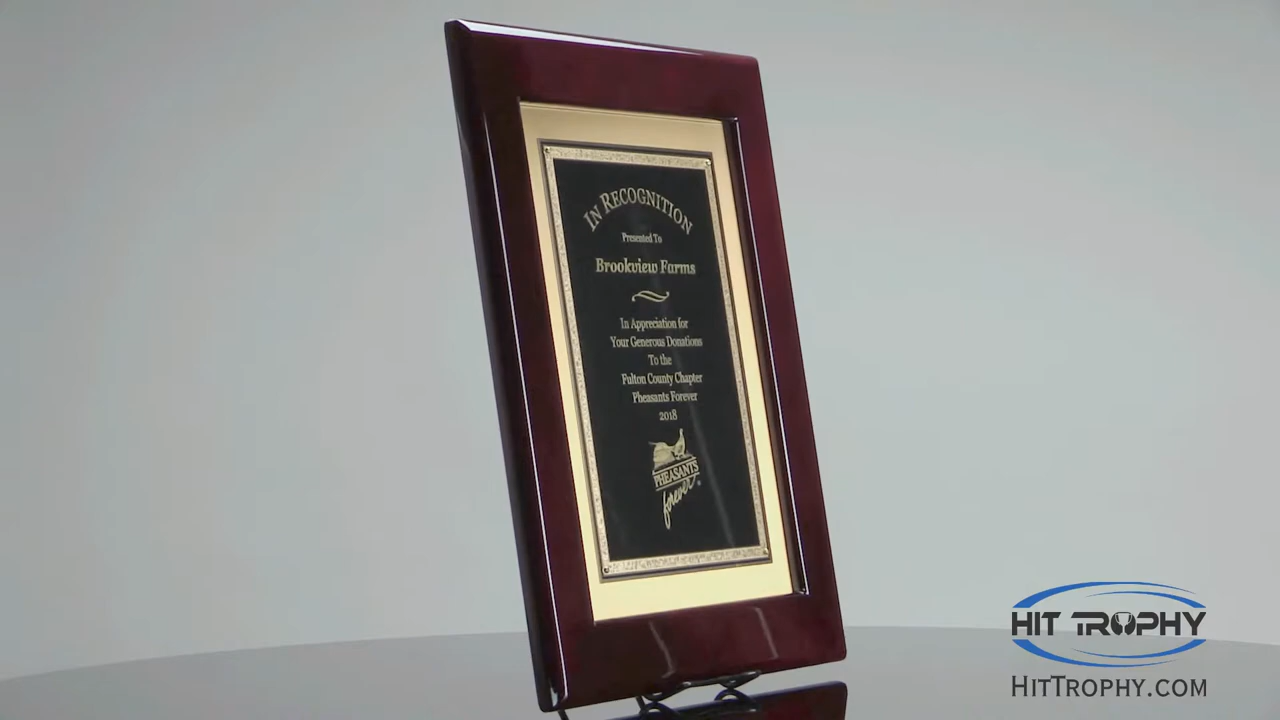 In Recognition
Presented To
Brookview Farms
In Appreciation for
Your Generous Donations
To the
Fulton County Chapter
Pheasants Forever
2018
PHEASANTS
forever
®
HIT TROPHY
HITTROPHY.COM